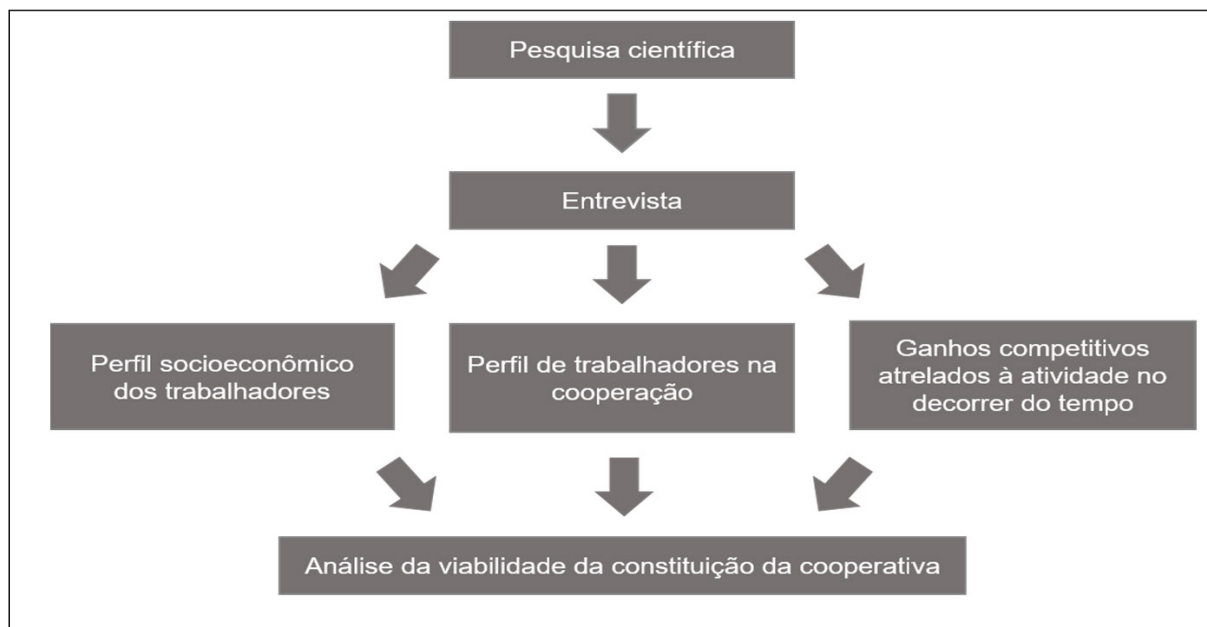 Pesquisa científica
Entrevista
Perfil socioeconômico
dos trabalhadores
Perfil de trabalhadores na
cooperação
Ganhos competitivos
atrelados à atividade no
decorrer do tempo
Análise da viabilidade da constituição da cooperativa